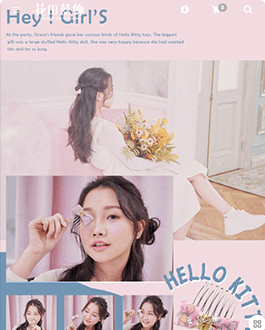 Hey ! Girl'S
0
At the party, Grace's friends gave her various kinds of Hello Kitty toys. The biggest
gift was a large stuffed Hello Kitty doll. She was very happy because she had wanted
this doll for so long.
HELLO KITTY